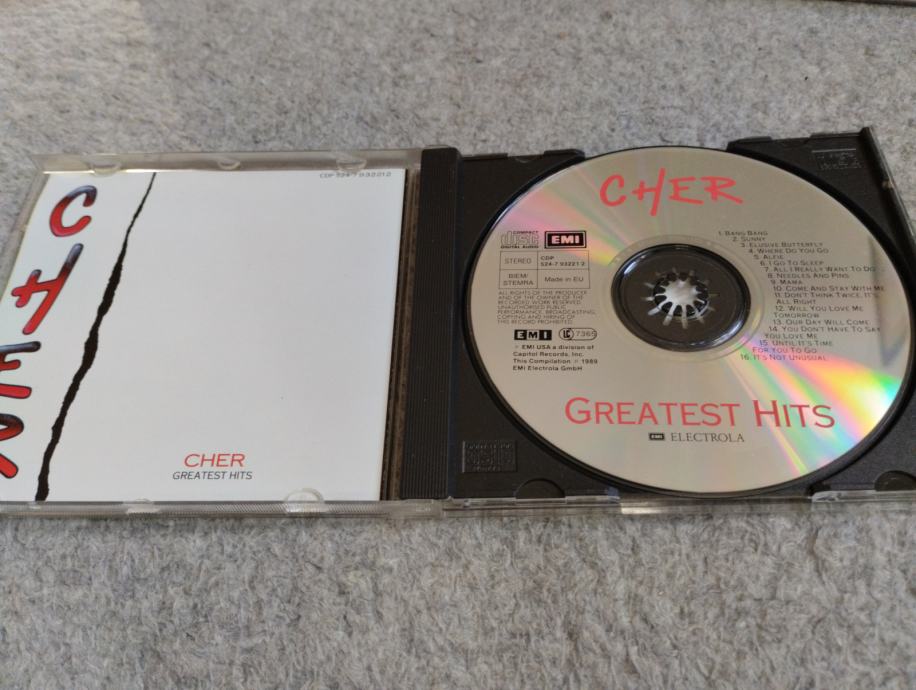 CDP 524-7 93221 2
CHER
CHER
GREATEST HITS
CHER
COMPACT
disc
DIGITAL AUDIO
EMI
STEREO
CDP
524-7 93221 2
BIEM/
STEMRA
Made in EU
ALL RIGHTS OF THE PRODUCER
AND OF THE OWNER OF THE
RECORDED WORK RESERVED.
UNAUTHORISED PUBLIC
PERFORMANCE, BROADCASTING,
COPYING AND HIRING OF
THIS RECORD PROHIBITED.
EMI
LC 7365
℗ EMI USA a division of
Capitol Records, Inc.
This Compilation ℗ 1989
EMI Electrola GmbH
1. BANG BANG
2. SUNNY
3. ELUSIVE BUTTERFLY
4. WHERE DO YOU GO
5. ALFIE
6. I GO TO SLEEP
7. ALL I REALLY WANT TO DO
8. NEEDLES AND PINS
9. MAMA
10. COME AND STAY WITH ME
11. DON'T THINK TWICE, IT'S
ALL RIGHT
12. WILL YOU LOVE ME
TOMORROW
13. OUR DAY WILL COME
14. YOU DON'T HAVE TO SAY
YOU LOVE ME
15. UNTIL IT'S TIME
FOR YOU TO GO
16. IT'S NOT UNUSUAL
GREATEST HITS
EMI ELECTROLA